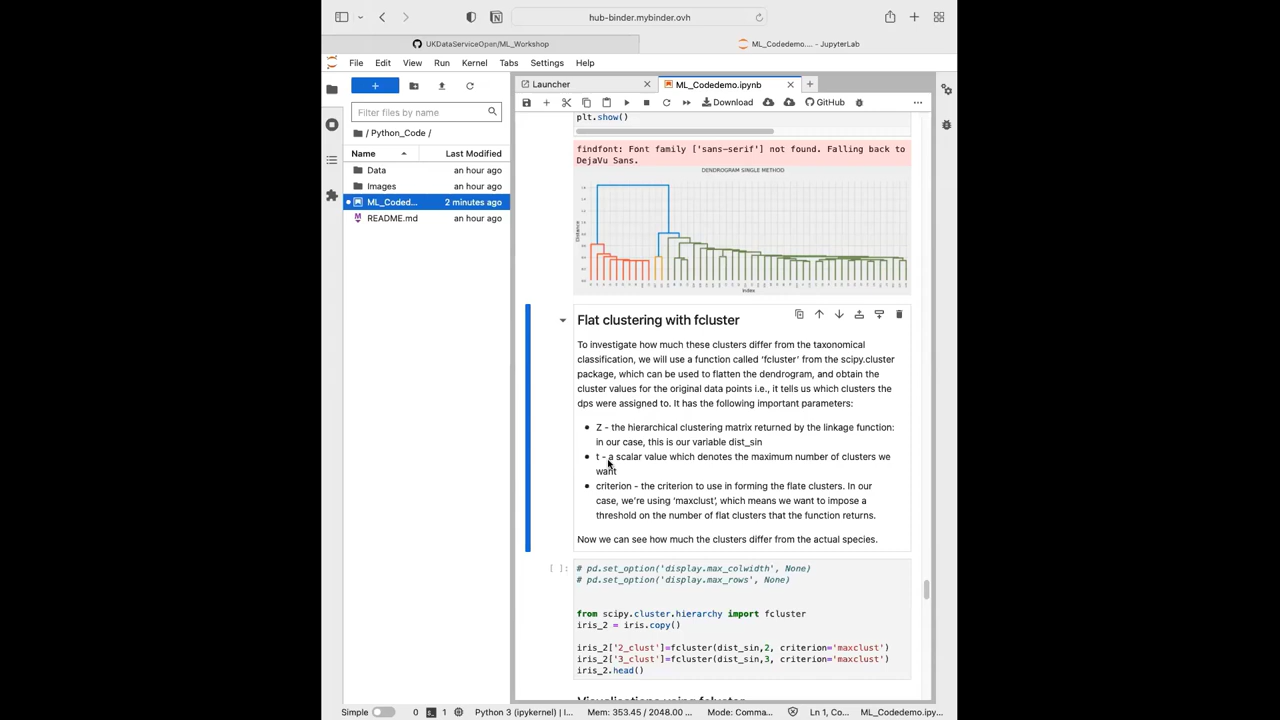 hub-binder.mybinder.ovh
UKDataServiceOpen/ML_Workshop
ML_Codedemo.... - JupyterLab
File Edit View Run Kernel Tabs Settings Help
Launcher
ML_Codedemo.ipynb
Download
GitHub
Filter files by name
/ Python_Code /
Name
Last Modified
Data an hour ago
Images an hour ago
ML_Coded... 2 minutes ago
README.md an hour ago
plt.show()
findfont: Font family ['sans-serif'] not found. Falling back to
DejaVu Sans.
DENDROGRAM SINGLE METHOD
Distance
Index
Flat clustering with fcluster
To investigate how much these clusters differ from the taxonomical
classification, we will use a function called ‘fcluster’ from the scipy.cluster
package, which can be used to flatten the dendrogram, and obtain the
cluster values for the original data points i.e., it tells us which clusters the
dps were assigned to. It has the following important parameters:
Z - the hierarchical clustering matrix returned by the linkage function:
in our case, this is our variable dist_sin
t - a scalar value which denotes the maximum number of clusters we
want
criterion - the criterion to use in forming the flate clusters. In our
case, we're using ‘maxclust’, which means we want to impose a
threshold on the number of flat clusters that the function returns.
Now we can see how much the clusters differ from the actual species.
[ ]:
# pd.set_option('display.max_colwidth', None)
# pd.set_option('display.max_rows', None)
from scipy.cluster.hierarchy import fcluster
iris_2 = iris.copy()
iris_2['2_clust']=fcluster(dist_sin,2, criterion='maxclust')
iris_2['3_clust']=fcluster(dist_sin,3, criterion='maxclust')
iris_2.head()
Visualisations using fcluster
Simple 0 1 Python 3 (ipykernel) | I... Mem: 353.45 / 2048.00 ... Mode: Comma... Ln 1, Co... ML_Codedemo.ipy...